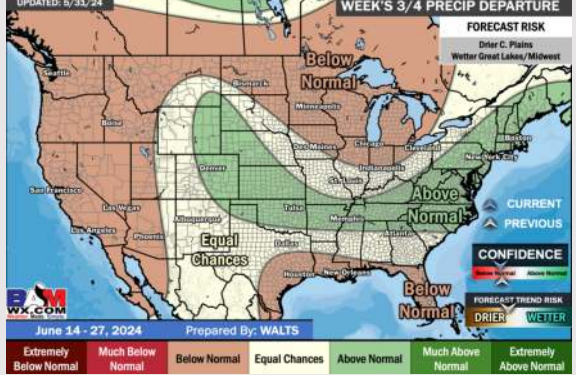 UPDATED: 5/31/24
WEEK'S 3/4 PRECIP DEPARTURE
FORECAST RISK
Drier C. Plains
Wetter Great Lakes/Midwest
Below
Normal
Seattle
Bismarck
Minneapolis
Boise
Boston
Des Moines
Chicago
Cleveland
New York City
Indianapolis
Denver
St. Louis
San Francisco
Las Vegas
Above
Normal
CURRENT
Albuquerque
Tulsa
Memphis
PREVIOUS
Los Angeles
Phoenix
Equal
Chances
Dallas
Atlanta
CONFIDENCE
Below Normal
Above Normal
Houston
New Orleans
Below
Normal
FORECAST TREND RISK
DRIER
WETTER
BAM
WX.COM
June 14 - 27, 2024
Prepared By: WALTS
Extremely
Below Normal
Much Below
Normal
Below Normal
Equal Chances
Above Normal
Much Above
Normal
Extremely
Above Normal